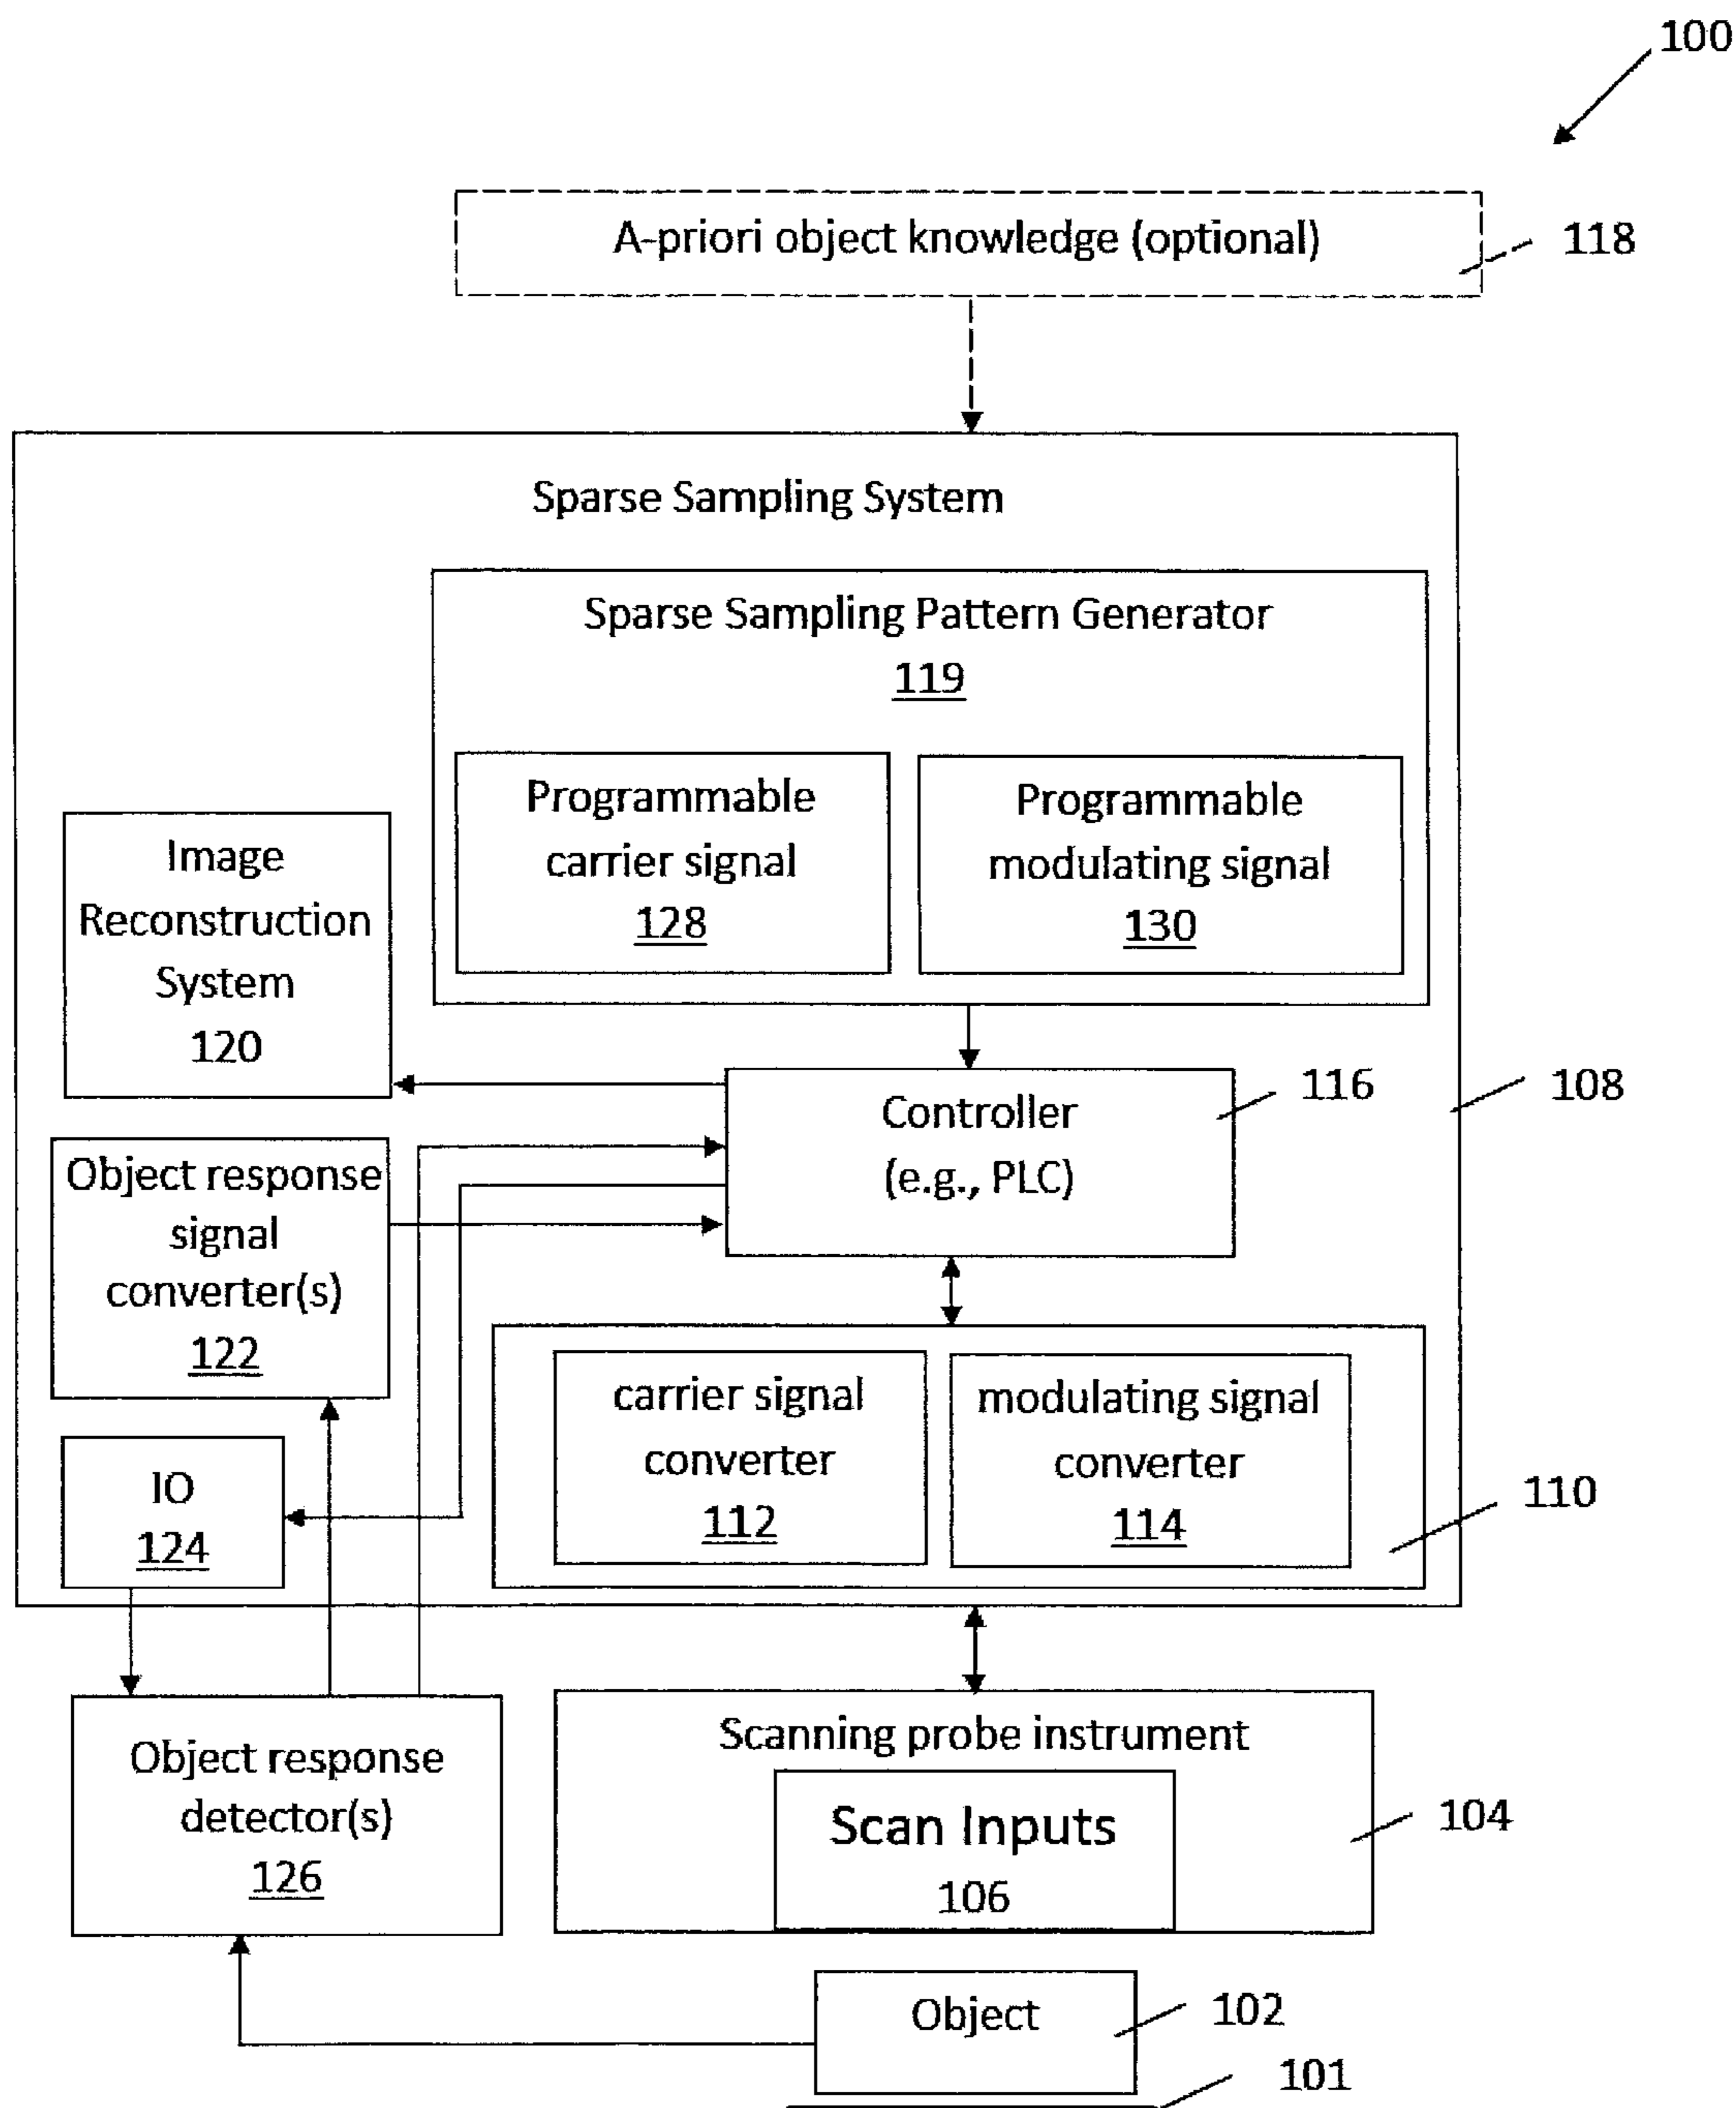 100
A-priori object knowledge (optional)
118
Sparse Sampling System
Sparse Sampling Pattern Generator
119
Programmable
carrier signal
128
Programmable
modulating signal
130
Image
Reconstruction
System
120
Controller
(e.g., PLC)
116
108
Object response
signal
converter(s)
122
carrier signal
converter
112
modulating signal
converter
114
110
IO
124
Object response
detector(s)
126
Scanning probe instrument
Scan Inputs
106
104
Object
102
101